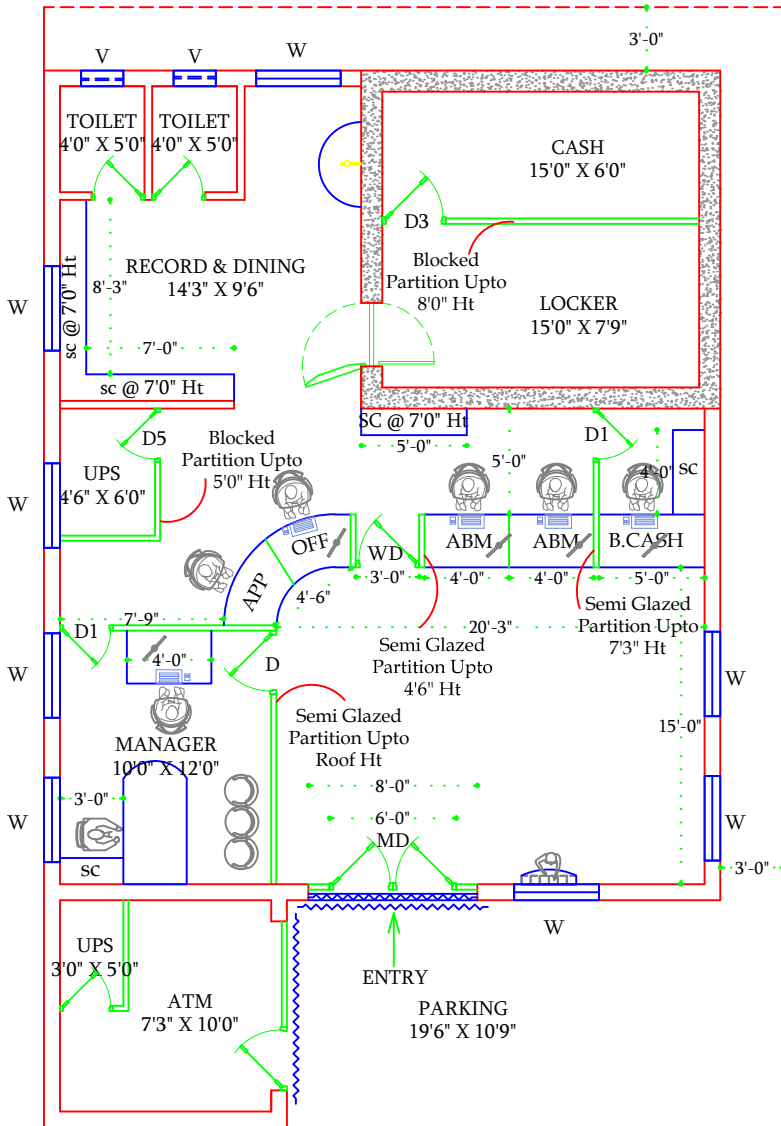 3'-0"
V
V
W
TOILET
4'0" X 5'0"
TOILET
4'0" X 5'0"
CASH
15'0" X 6'0"
D3
Blocked
Partition Upto
8'0" Ht
RECORD & DINING
14'3" X 9'6"
LOCKER
15'0" X 7'9"
W
sc @ 7'0" Ht
8'-3"
7'-0"
sc @ 7'0" Ht
SC @ 7'0" Ht
5'-0"
5'-0"
D1
4'-0"
sc
D5
Blocked
Partition Upto
5'0" Ht
UPS
4'6" X 6'0"
W
OFF
APP
WD
ABM
ABM
B.CASH
3'-0"
4'-0"
4'-0"
5'-0"
4'-6"
7'-9"
20'-3"
Semi Glazed
Partition Upto
7'3" Ht
Semi Glazed
Partition Upto
4'6" Ht
D1
4'-0"
D
W
W
Semi Glazed
Partition Upto
Roof Ht
15'-0"
MANAGER
10'0" X 12'0"
8'-0"
6'-0"
MD
3'-0"
W
W
sc
3'-0"
W
UPS
3'0" X 5'0"
ENTRY
ATM
7'3" X 10'0"
PARKING
19'6" X 10'9"